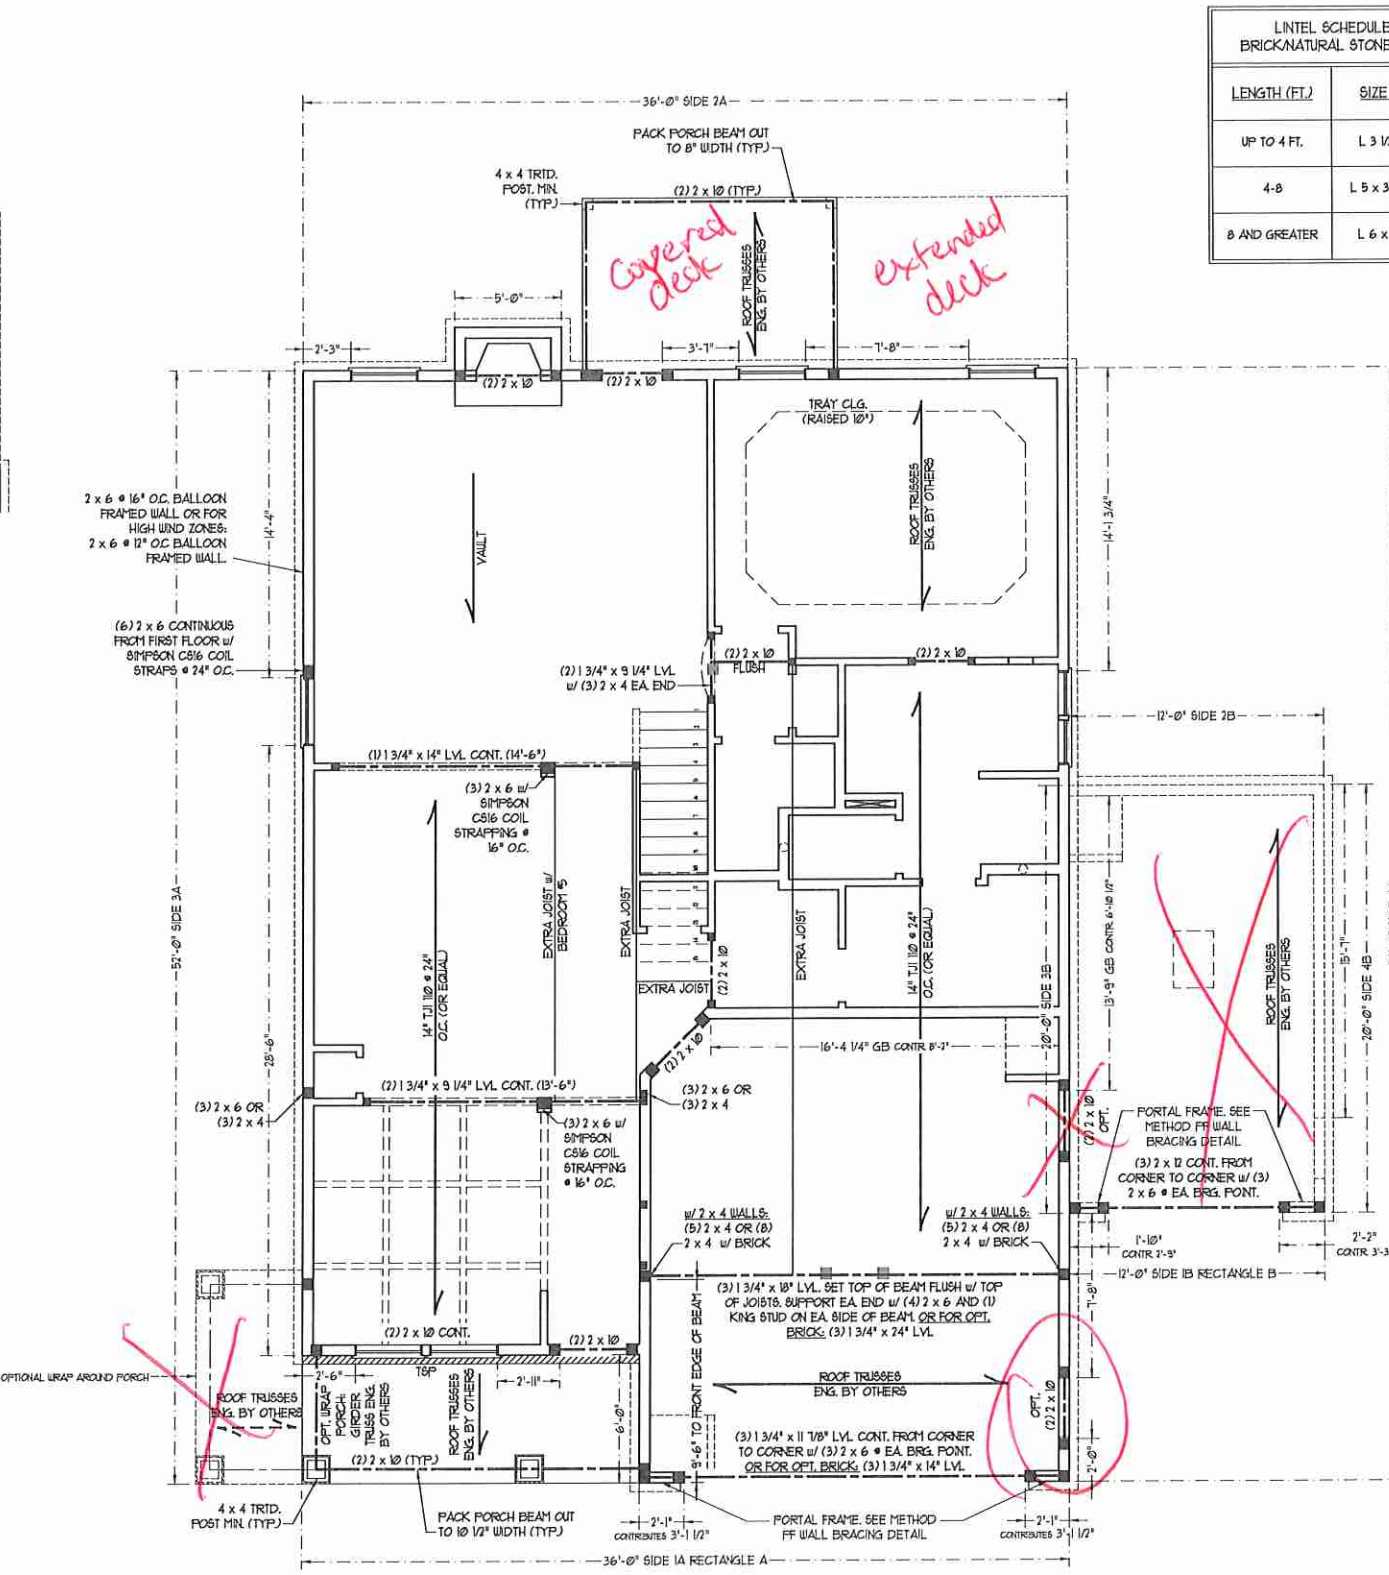 LINTEL SCHEDULE
BRICK/NATURAL STONE
LENGTH (FT.) SIZE
UP TO 4 FT. L 3 1/
4-8 L 5 x 3
8 AND GREATER L 6 x
36'-0" SIDE 2A
PACK PORCH BEAM OUT
TO 8" WIDTH (TYP.)
4 x 4 TRTD.
POST. MIN.
(TYP.)
(2) 2 x 10 (TYP.)
covered
deck
ROOF TRUSSES
ENG. BY OTHERS
extended
deck
5'-0"
2'-3"
3'-7"
7'-8"
(2) 2 x 10
(2) 2 x 10
TRAY CLG.
(RAISED 10")
ROOF TRUSSES
ENG. BY OTHERS
14'-4"
14'-1 3/4"
2 x 6 @ 16" O.C. BALLOON
FRAMED WALL OR FOR
HIGH WIND ZONES:
2 x 6 @ 12" O.C BALLOON
FRAMED WALL.
VAULT
(6) 2 x 6 CONTINUOUS
FROM FIRST FLOOR w/
SIMPSON CS16 COIL
STRAPS @ 24" O.C.
(2) 1 3/4" x 9 1/4" LVL
w/ (3) 2 x 4 EA. END
(2) 2 x 10
FLUSH
(2) 2 x 10
12'-0" SIDE 2B
(1) 1 3/4" x 14" LVL CONT. (14'-6")
(3) 2 x 6 w/
SIMPSON
CS16 COIL
STRAPPING @
16" O.C.
EXTRA JOIST w/
BEDROOM #5
EXTRA JOIST
EXTRA JOIST
(2) 2 x 10
EXTRA JOIST
14" TJI 110 @ 24"
O.C. (OR EQUAL)
14" TJI 110 @ 24"
O.C. (OR EQUAL)
52'-0" SIDE 3A
28'-6"
20'-0" SIDE 3B
13'-9" GB CONTR. 6'-10 1/2"
ROOF TRUSSES
ENG. BY OTHERS
15'-7"
20'-0" SIDE 4B
(2) 2 x 10
16'-4 1/4" GB CONTR 8'-2"
(2) 1 3/4" x 9 1/4" LVL CONT. (13'-6")
(3) 2 x 6 OR
(3) 2 x 4
(3) 2 x 6 OR
(3) 2 x 4
(3) 2 x 6 w/
SIMPSON
CS16 COIL
STRAPPING
@ 16" O.C.
(2) 2 x 10
OPT.
PORTAL FRAME. SEE
METHOD PF WALL
BRACING DETAIL
(3) 2 x 12 CONT. FROM
CORNER TO CORNER w/ (3)
2 x 6 @ EA. BRG. POINT.
w/ 2 x 4 WALLS:
(5) 2 x 4 OR (8)
2 x 4 w/ BRICK
w/ 2 x 4 WALLS:
(5) 2 x 4 OR (8)
2 x 4 w/ BRICK
1'-10"
CONTR 2'-9"
2'-2"
CONTR 3'-3
12'-0" SIDE 1B RECTANGLE B
(3) 1 3/4" x 18" LVL. SET TOP OF BEAM FLUSH w/ TOP
OF JOISTS. SUPPORT EA. END w/ (4) 2 x 6 AND (1)
KING STUD ON EA. SIDE OF BEAM. OR FOR OPT.
BRICK: (3) 1 3/4" x 24" LVL
7'-8"
(2) 2 x 10 CONT.
(2) 2 x 10
TSP
2'-6"
2'-11"
OPTIONAL WRAP AROUND PORCH
ROOF TRUSSES
ENG. BY OTHERS
OPT. WRAP
PORCH:
GIRDER
TRUSS ENG.
BY OTHERS
ROOF TRUSSES
ENG. BY OTHERS
6'-0"
9'-6" TO FRONT EDGE OF BEAM
ROOF TRUSSES
ENG. BY OTHERS
OPT.
(2) 2 x 10
2'-0"
(3) 1 3/4" x 11 7/8" LVL CONT. FROM CORNER
TO CORNER w/ (3) 2 x 6 @ EA. BRG. POINT.
OR FOR OPT. BRICK: (3) 1 3/4" x 14" LVL
(2) 2 x 10 (TYP.)
4 x 4 TRTD.
POST MIN. (TYP.)
PACK PORCH BEAM OUT
TO 10 1/2" WIDTH (TYP.)
2'-1"
CONTRIBUTES 3'-1 1/2"
PORTAL FRAME. SEE METHOD
PF WALL BRACING DETAIL
2'-1"
CONTRIBUTES 3'-1 1/2"
36'-0" SIDE 1A RECTANGLE A